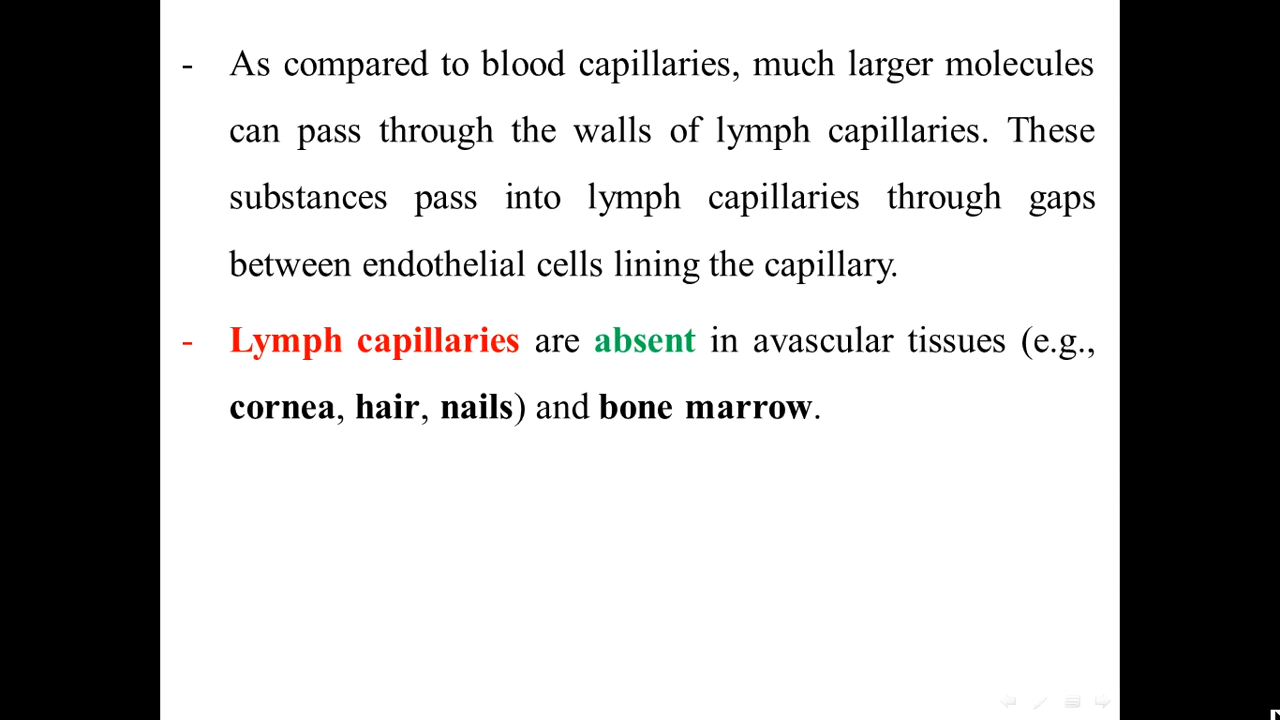 - As compared to blood capillaries, much larger molecules
can pass through the walls of lymph capillaries. These
substances pass into lymph capillaries through gaps
between endothelial cells lining the capillary.
- Lymph capillaries are absent in avascular tissues (e.g.,
cornea, hair, nails) and bone marrow.